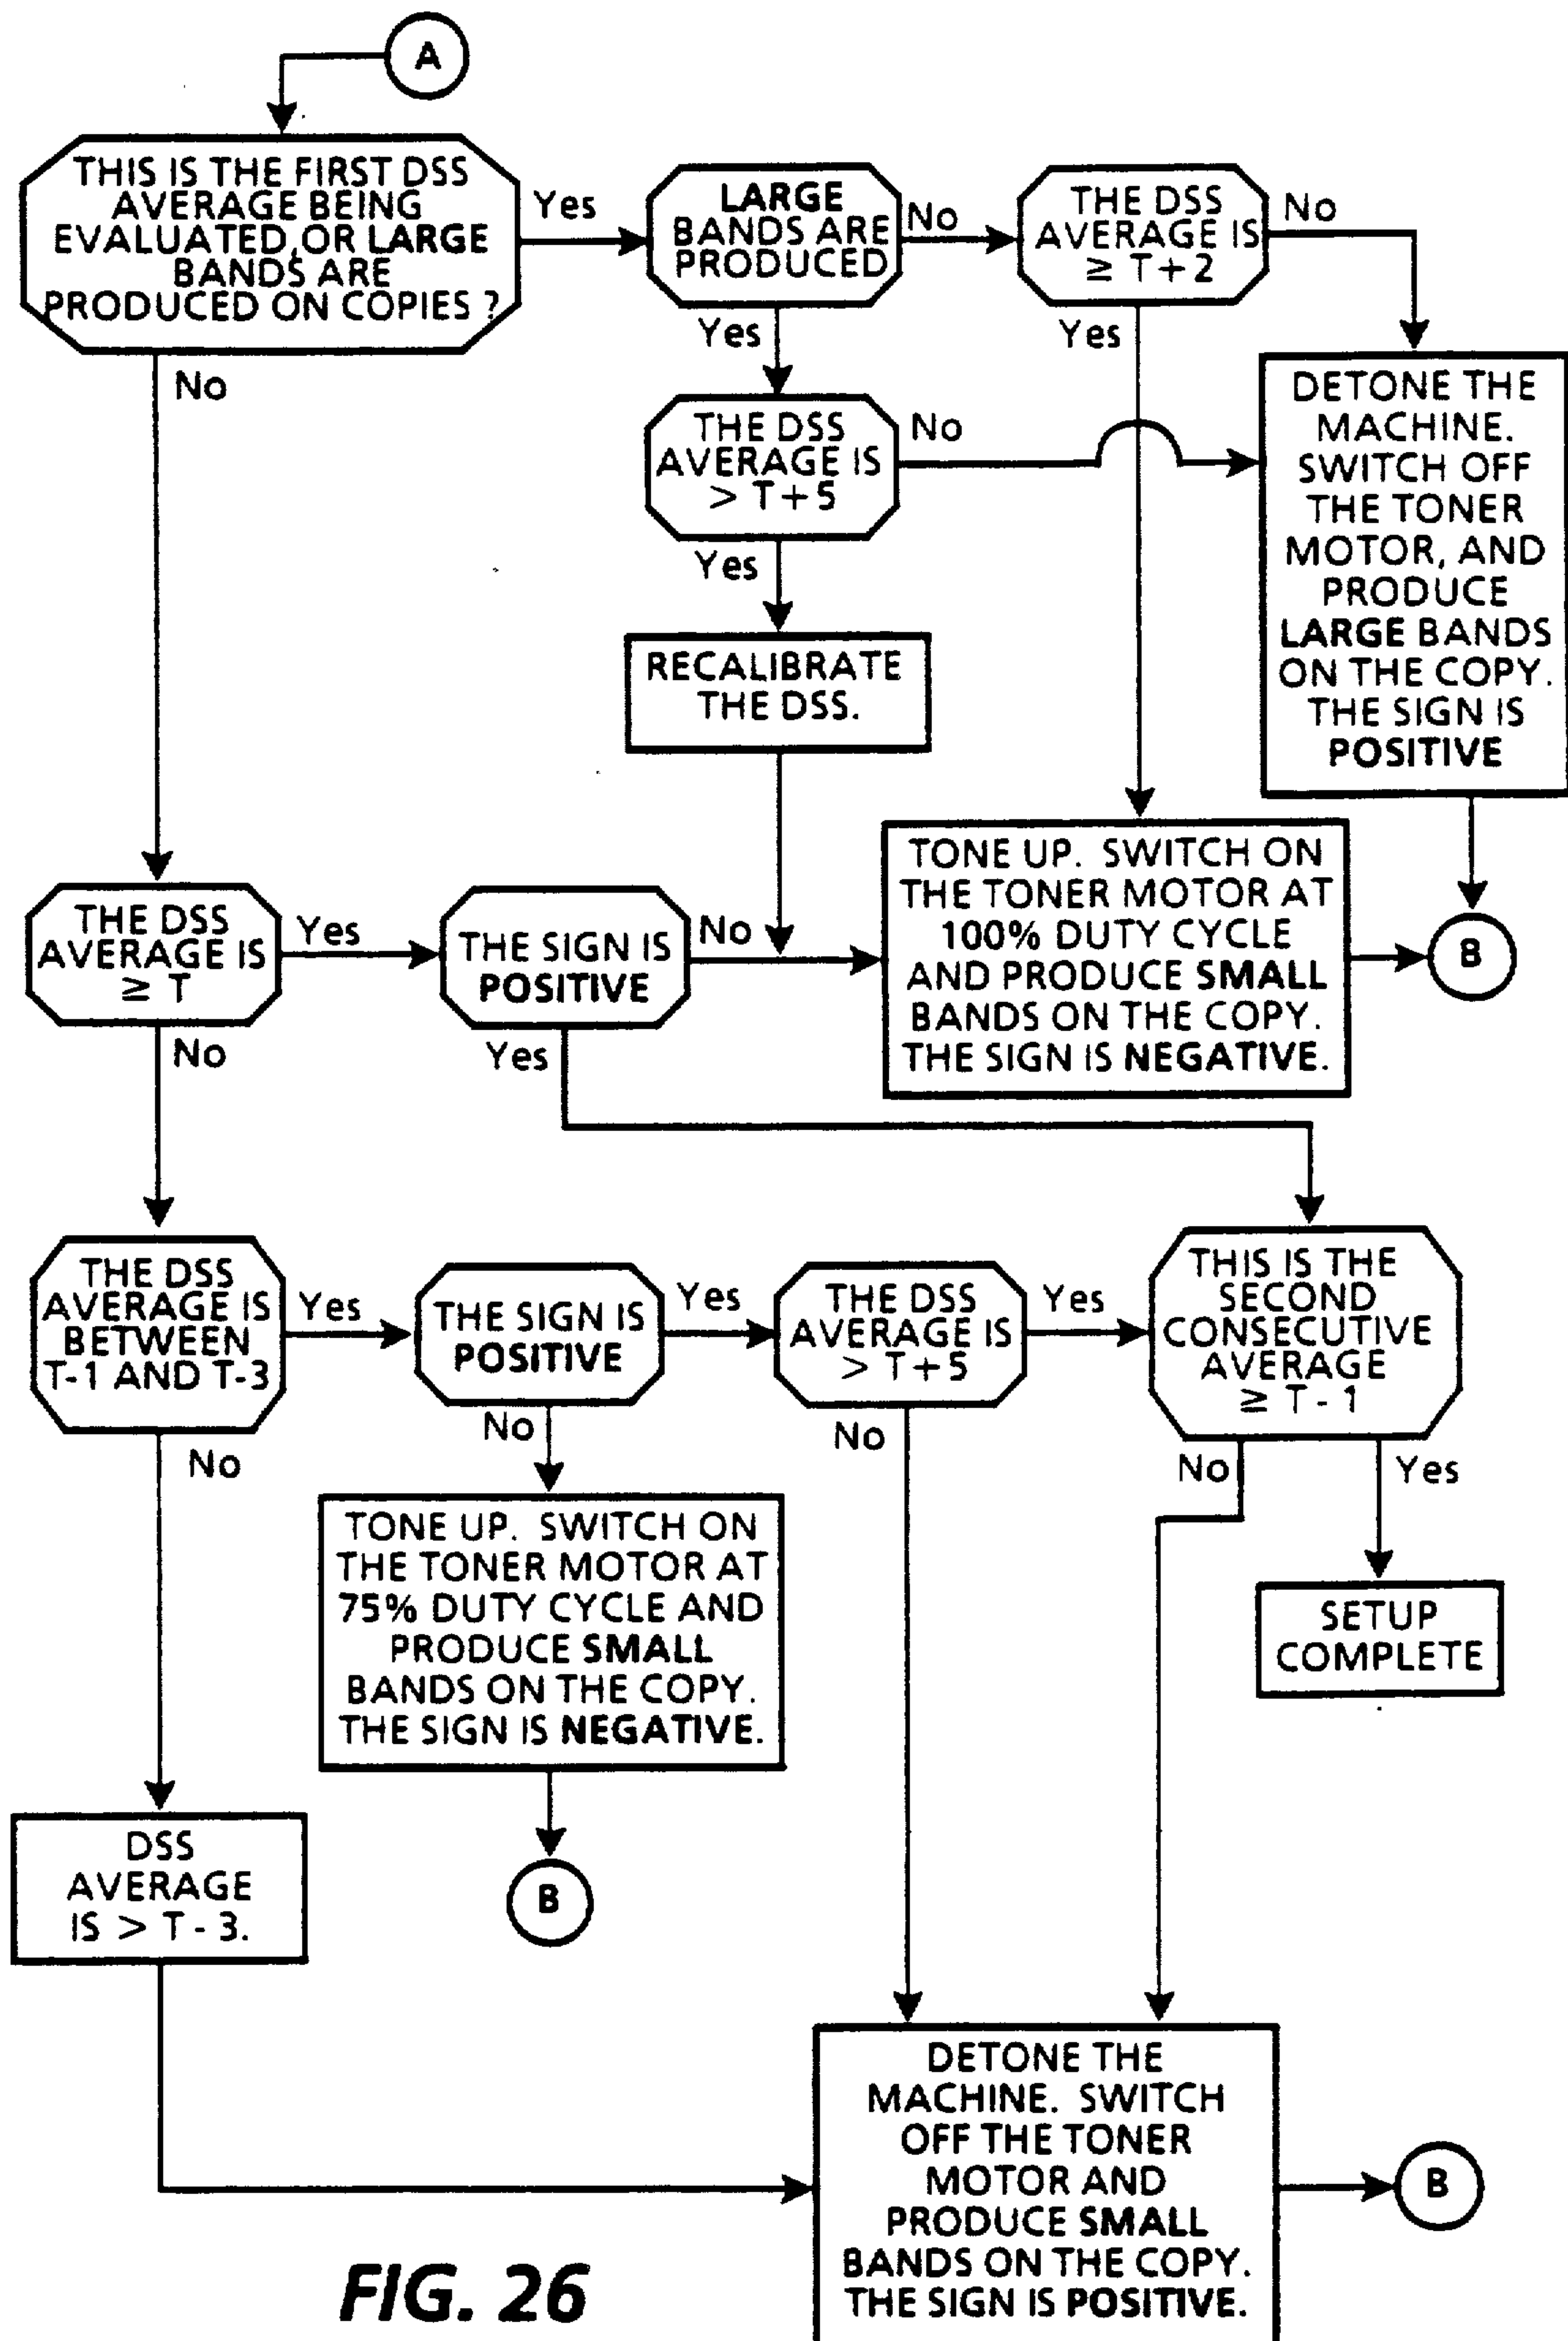 A
THIS IS THE FIRST DSS
AVERAGE BEING
EVALUATED,OR LARGE
BANDS ARE
PRODUCED ON COPIES ?
Yes
No
LARGE
BANDS ARE
PRODUCED
No
Yes
THE DSS
AVERAGE IS
≥ T+2
No
Yes
THE DSS
AVERAGE IS
> T+5
No
Yes
DETONE THE
MACHINE.
SWITCH OFF
THE TONER
MOTOR, AND
PRODUCE
LARGE BANDS
ON THE COPY.
THE SIGN IS
POSITIVE
RECALIBRATE
THE DSS.
THE DSS
AVERAGE IS
≥ T
Yes
No
THE SIGN IS
POSITIVE
No
Yes
TONE UP. SWITCH ON
THE TONER MOTOR AT
100% DUTY CYCLE
AND PRODUCE SMALL
BANDS ON THE COPY.
THE SIGN IS NEGATIVE.
B
THE DSS
AVERAGE IS
BETWEEN
T-1 AND T-3
Yes
No
THE SIGN IS
POSITIVE
Yes
No
THE DSS
AVERAGE IS
> T+5
Yes
No
THIS IS THE
SECOND
CONSECUTIVE
AVERAGE
≥ T - 1
No
Yes
TONE UP. SWITCH ON
THE TONER MOTOR AT
75% DUTY CYCLE AND
PRODUCE SMALL
BANDS ON THE COPY.
THE SIGN IS NEGATIVE.
B
SETUP
COMPLETE
DSS
AVERAGE
IS > T - 3.
DETONE THE
MACHINE. SWITCH
OFF THE TONER
MOTOR AND
PRODUCE SMALL
BANDS ON THE COPY.
THE SIGN IS POSITIVE.
B
FIG. 26